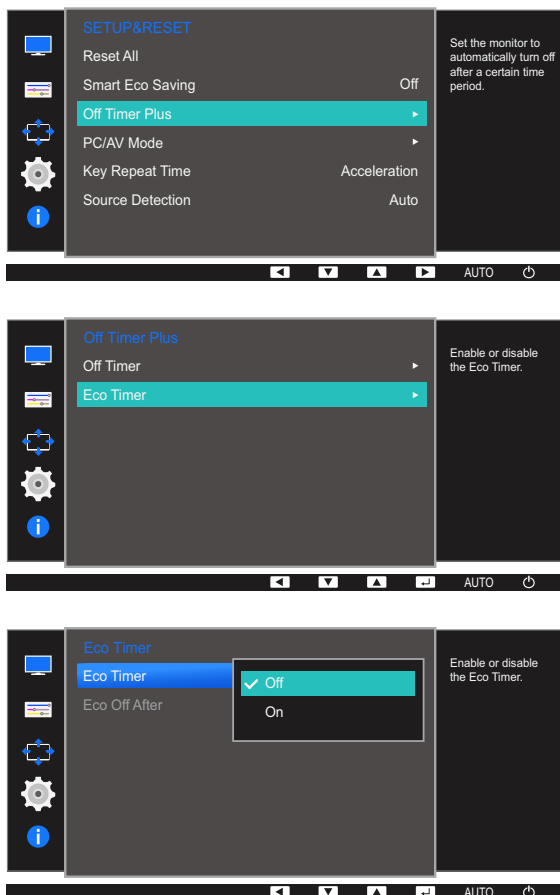 SETUP&RESET
Reset All
Smart Eco Saving Off
Off Timer Plus
PC/AV Mode
Key Repeat Time Acceleration
Source Detection Auto
Set the monitor to
automatically turn off
after a certain time
period.
AUTO
Off Timer Plus
Off Timer
Eco Timer
Enable or disable
the Eco Timer.
AUTO
Eco Timer
Eco Timer
Off
Eco Off After
On
Enable or disable
the Eco Timer.
AUTO